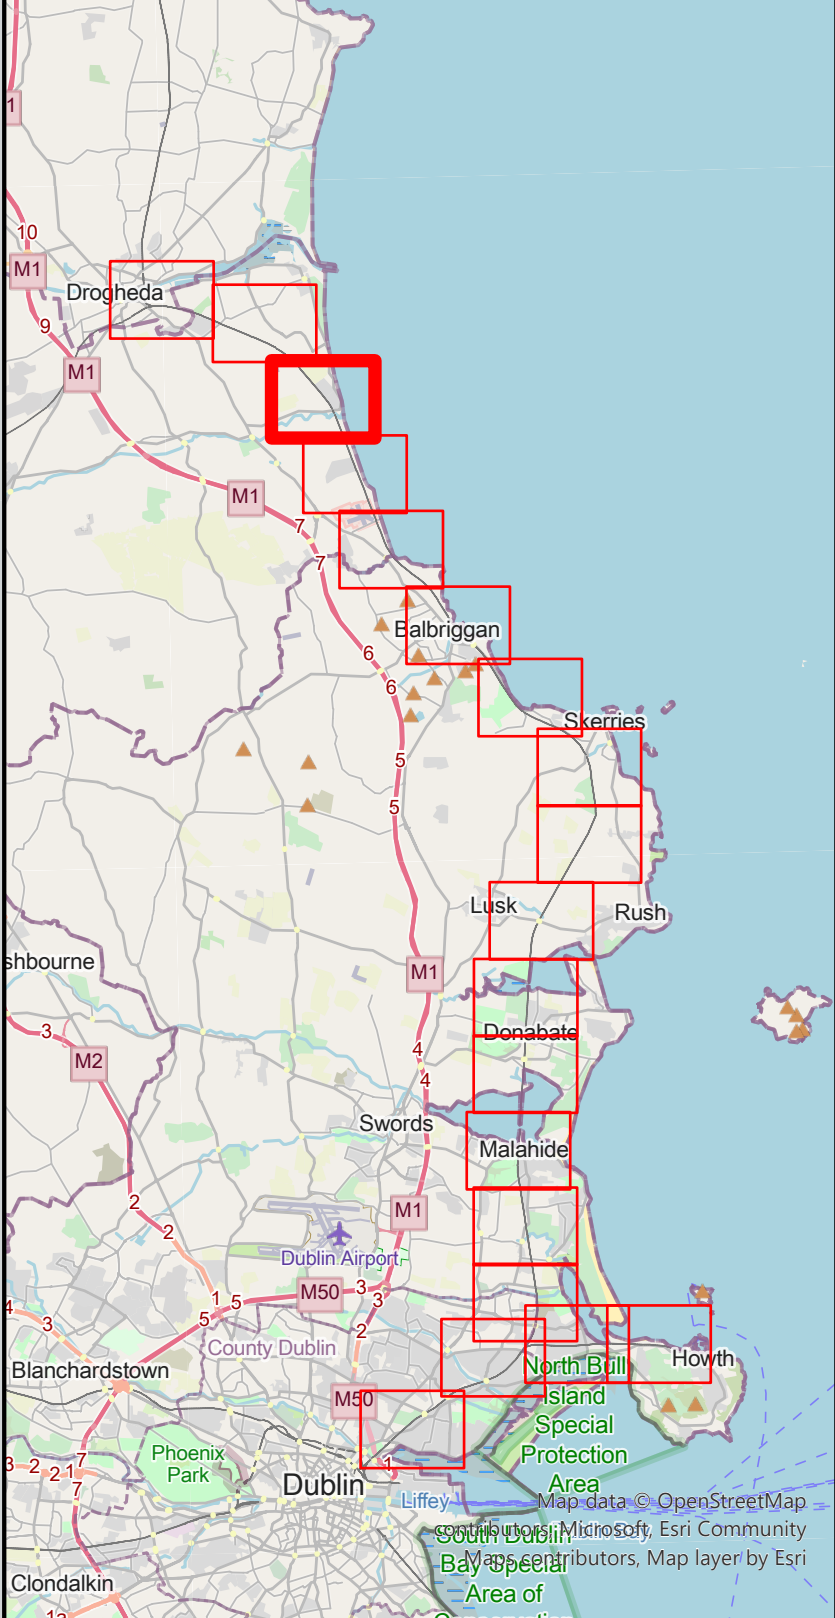 1
10
M1
Drogheda
9
M1
M1
7
7
Balbriggan
6
6
Skerries
5
5
Lusk
Rush
shbourne
M1
3
Donabate
M2
4
4
Swords
Malahide
2
M1
2
Dublin Airport
M50
3
1
5
3
4
5
3
2
County Dublin
Howth
Blanchardstown
North Bull
Island
Special
Protection
Area
M50
Phoenix
Park
7
3
2
2
1
1
7
Dublin
Liffey
Map data © OpenStreetMap
contributors, Microsoft, Esri Community
Maps contributors, Map layer by Esri
South Dublin
Bay Special
Area of
Conservation
Clondalkin